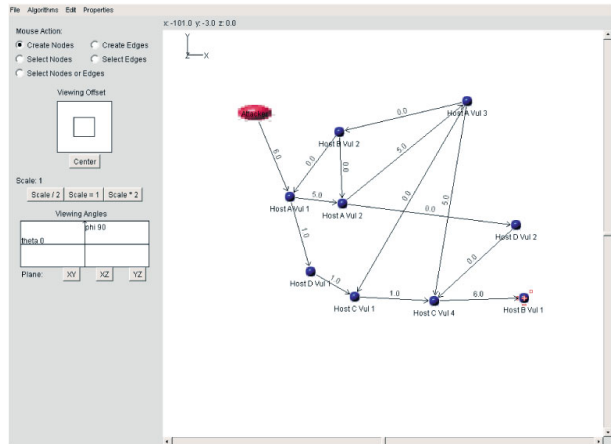 File Algorithms Edit Properties
x: -101.0 y: -3.0 z: 0.0
Mouse Action:
Create Nodes Create Edges
Select Nodes Select Edges
Select Nodes or Edges
Viewing Offset
Center
Scale: 1
Scale / 2 Scale = 1 Scale * 2
Viewing Angles
phi 90
theta 0
Plane: XY XZ YZ
Y
Z X
Attacker
Host A Vul 3
Host B Vul 2
0.0
6.0
0.0
0.0
5.0
Host A Vul 1
5.0
Host A Vul 2
0.0
0.0
5.0
Host D Vul 2
1.0
0.0
Host D Vul 1
1.0
Host C Vul 1
1.0
Host C Vul 4
6.0
Host B Vul 1